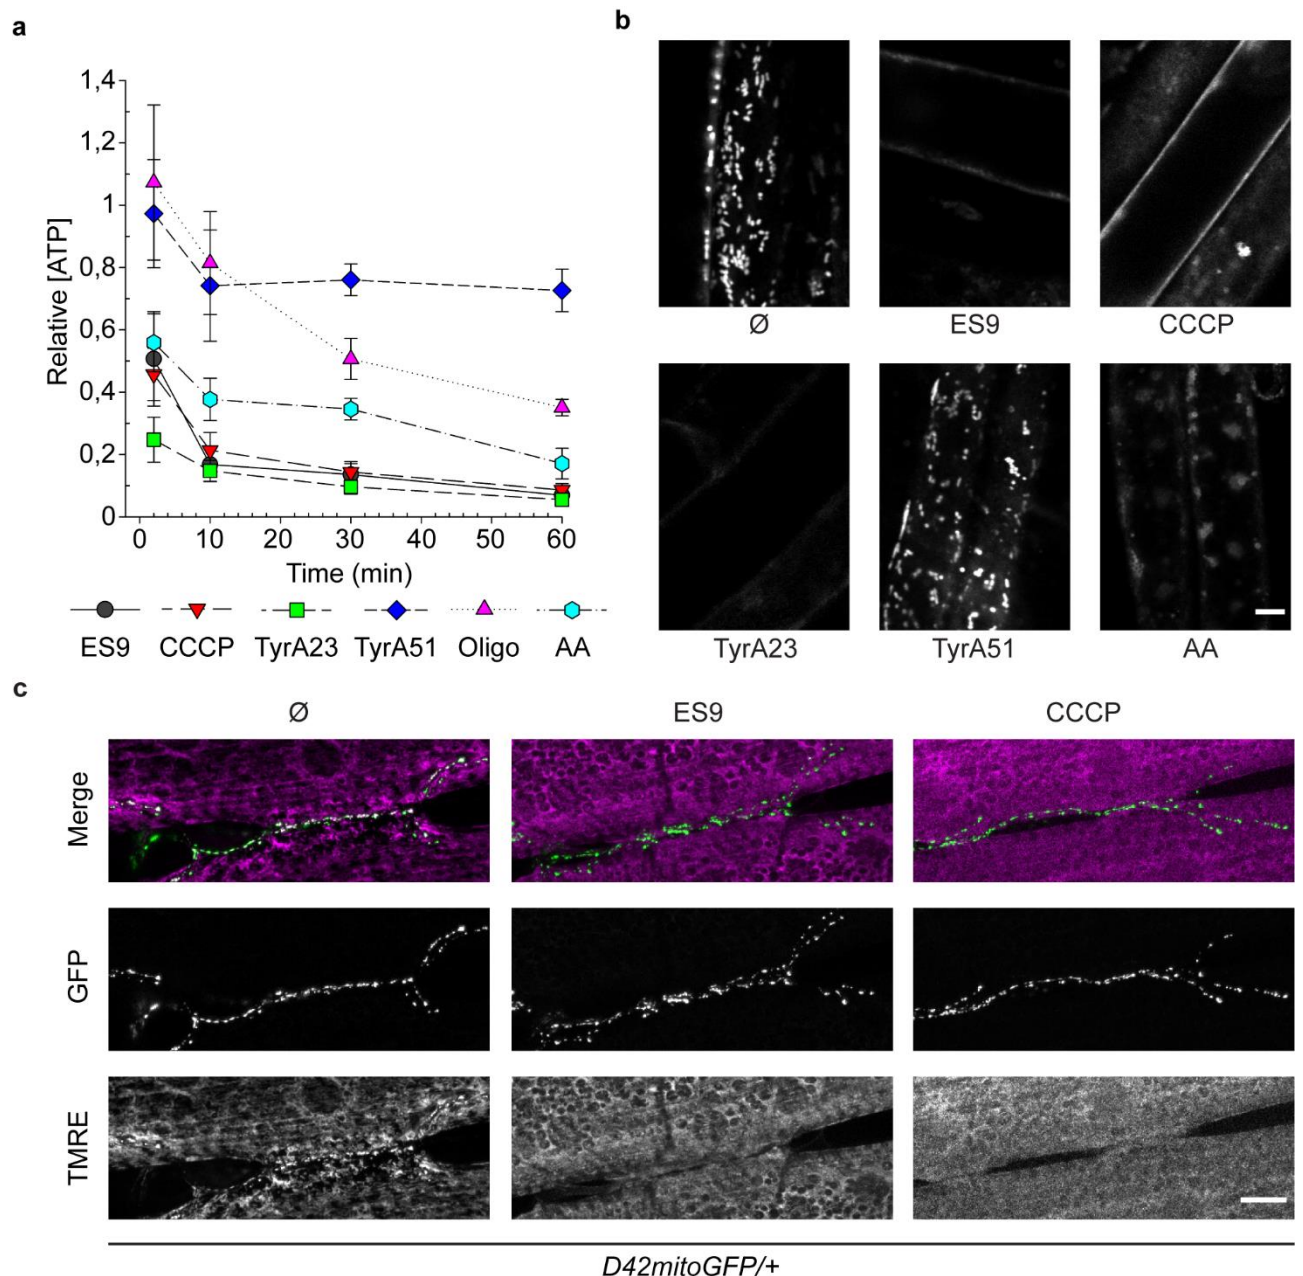 a
1,4
1,2
1
0,8
0,6
0,4
0,2
0
Relative [ATP]
0 10 20 30 40 50 60
Time (min)
ES9 CCCP TyrA23 TyrA51 Oligo AA
b
Ø ES9 CCCP
TyrA23 TyrA51 AA
c
Ø ES9 CCCP
Merge
GFP
TMRE
D42mitoGFP/+